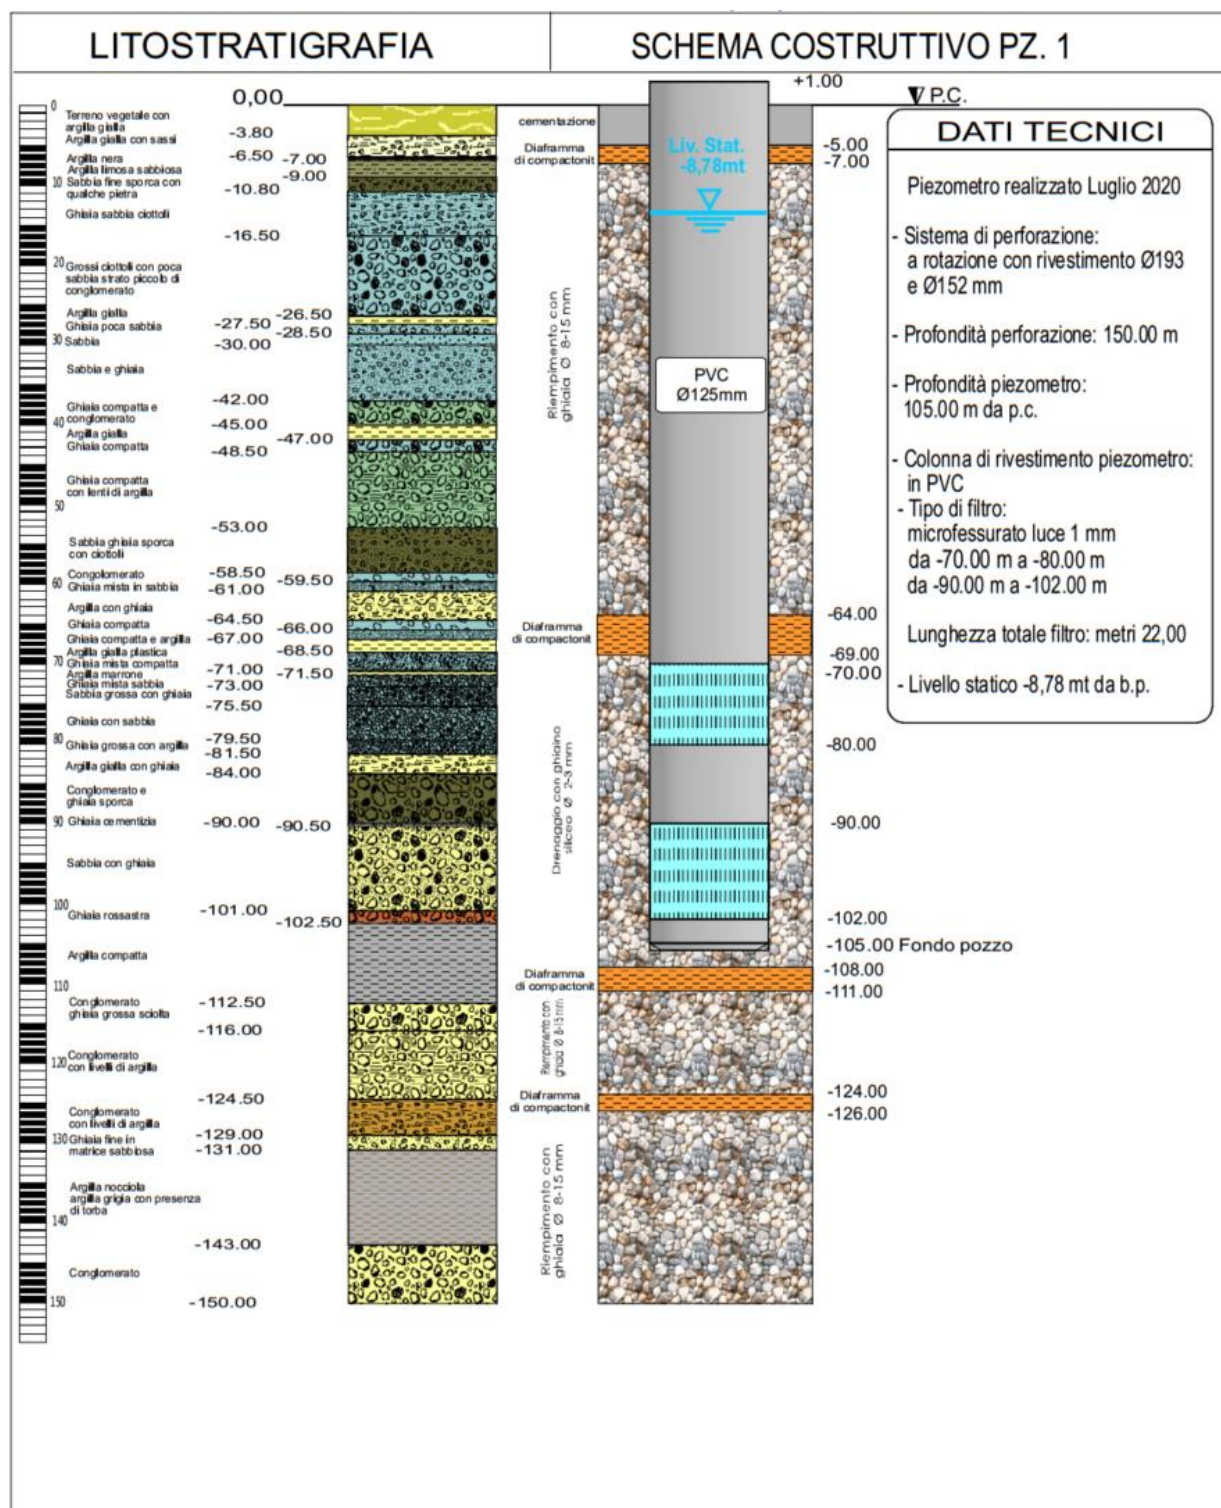 LITOSTRATIGRAFIA
SCHEMA COSTRUTTIVO PZ. 1
0,00
+1.00
P.C.
0
Terreno vegetale con
argilla gialla
-3.80
Argilla gialla con sassi
-6.50
-7.00
Argilla nera
Argilla limosa sabbiosa
-9.00
10
Sabbia fine sporca con
qualche pietra
-10.80
Ghiaia sabbia ciottoli
-16.50
20
Grossi ciottoli con poca
sabbia strato piccolo di
conglomerato
-26.50
Argilla gialla
-27.50
Ghiaia poca sabbia
-28.50
30
Sabbia
-30.00
Sabbia e ghiaia
-42.00
Ghiaia compatta e
conglomerato
40
-45.00
Argilla gialla
-47.00
Ghiaia compatta
-48.50
Ghiaia compatta
con lenti di argilla
50
-53.00
Sabbia ghiaia sporca
con ciottoli
-58.50
Congolomerato
-59.50
60
Ghiaia mista in sabbia
-61.00
Argilla con ghiaia
-64.50
Ghiaia compatta
-66.00
Ghiaia compatta e argilla
-67.00
Argilla gialla plastica
-68.50
70
Ghiaia mista compatta
-71.00
Argilla marrone
-71.50
Ghiaia mista sabbia
-73.00
Sabbia grossa con ghiaia
-75.50
Ghiaia con sabbia
-79.50
80
Ghiaia grossa con argilla
-81.50
Argilla gialla con ghiaia
-84.00
Conglomerato e
ghiaia sporca
90
Ghiaia cementizia
-90.00
-90.50
Sabbia con ghiaia
100
-101.00
Ghiaia rossastra
-102.50
Argilla compatta
110
-112.50
Conglomerato
ghiaia grossa sciolta
-116.00
120
Conglomerato
con livelli di argilla
-124.50
Conglomerato
con livelli di argilla
-129.00
130
Ghiaia fine in
matrice sabbiosa
-131.00
Argilla nocciola
argilla grigia con presenza
di torba
140
-143.00
Conglomerato
150
-150.00
cementazione
Diaframma
di compactonit
-5.00
-7.00
Liv. Stat.
-8,78mt
Riempimento con
ghiaia Ø 8-15 mm
PVC
Ø125mm
Diaframma
di compactonit
-64.00
-69.00
-70.00
Drenaggio con ghiaino
siliceo Ø 2-3 mm
-80.00
-90.00
-102.00
-105.00 Fondo pozzo
Diaframma
di compactonit
-108.00
-111.00
Riempimento con
ghiaia Ø 8-15 mm
Diaframma
di compactonit
-124.00
-126.00
Riempimento con
ghiaia Ø 8-15 mm
DATI TECNICI
Piezometro realizzato Luglio 2020
- Sistema di perforazione:
a rotazione con rivestimento Ø193
e Ø152 mm
- Profondità perforazione: 150.00 m
- Profondità piezometro:
105.00 m da p.c.
- Colonna di rivestimento piezometro:
in PVC
- Tipo di filtro:
microfessurato luce 1 mm
da -70.00 m a -80.00 m
da -90.00 m a -102.00 m
Lunghezza totale filtro: metri 22,00
- Livello statico -8,78 mt da b.p.